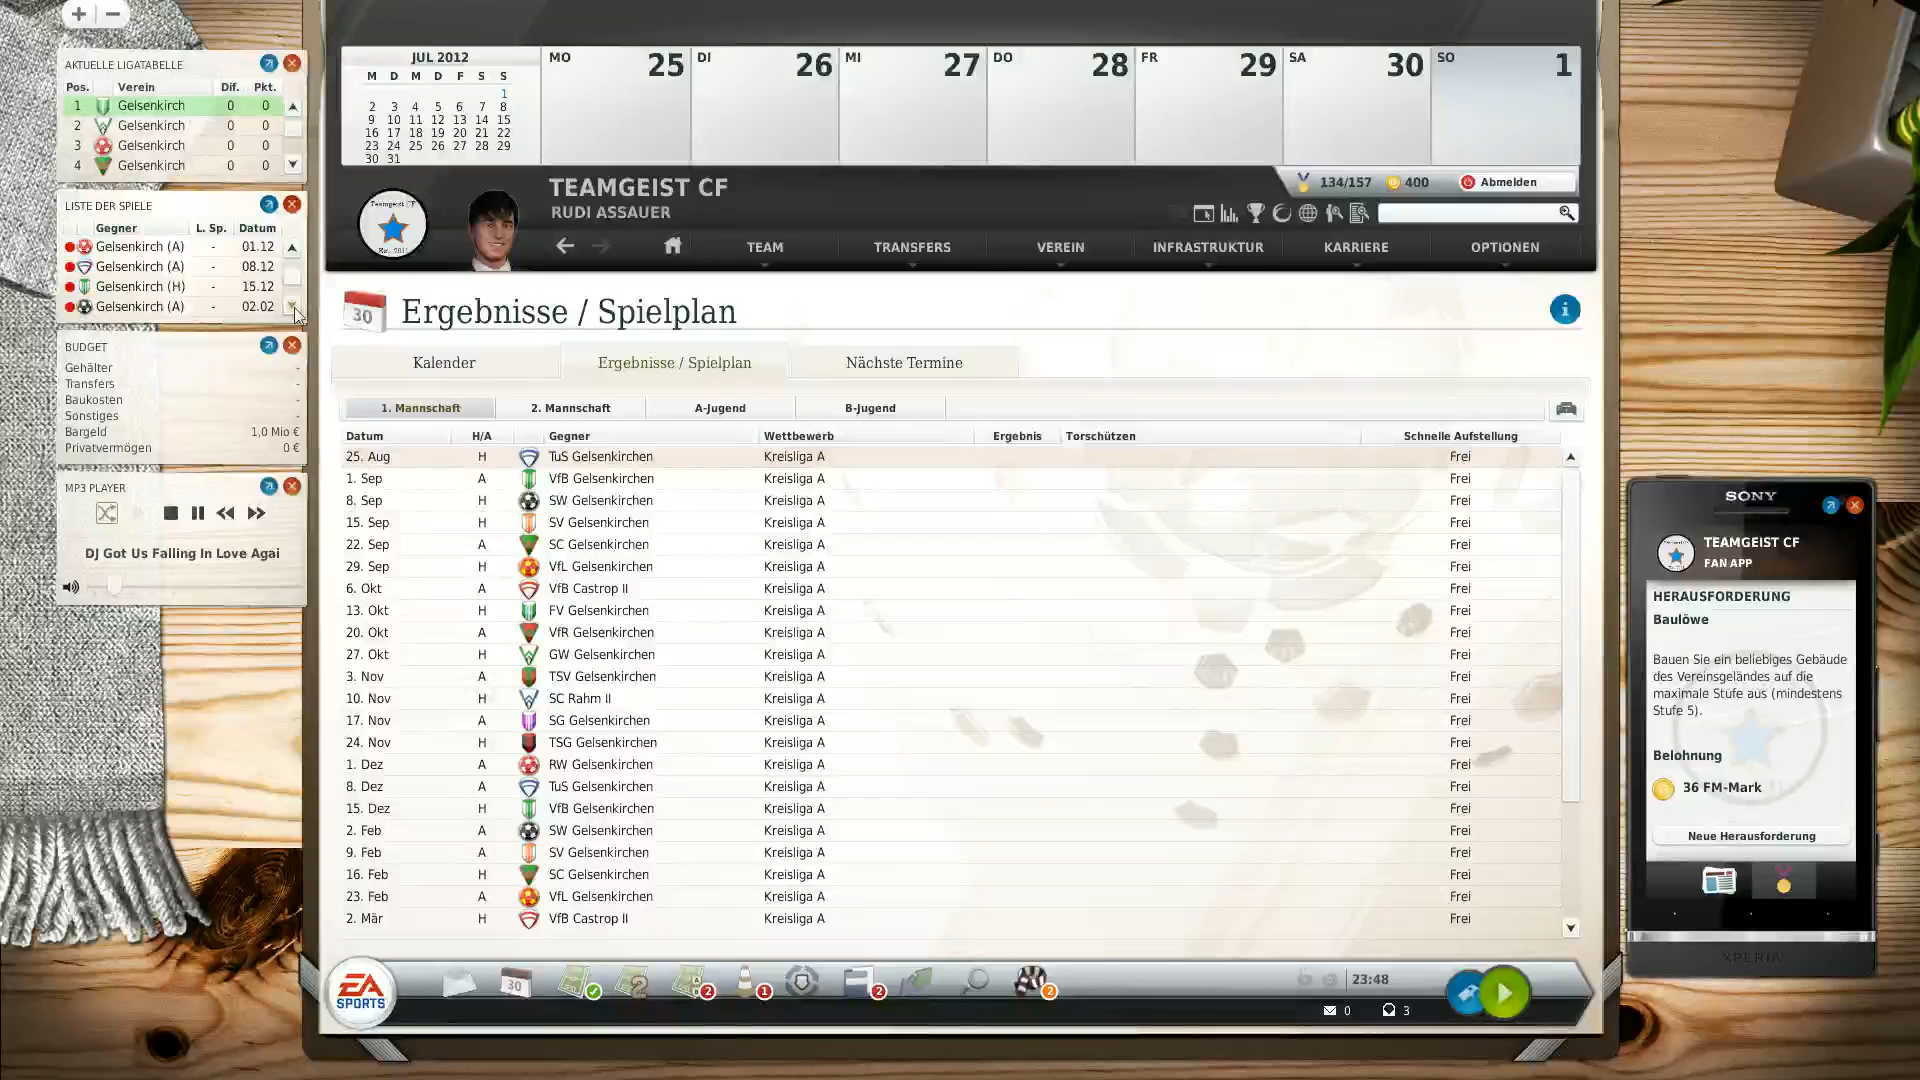 AKTUELLE LIGATABELLE
Pos. Verein Dif. Pkt.
1 Gelsenkirch 0 0
2 Gelsenkirch 0 0
3 Gelsenkirch 0 0
4 Gelsenkirch 0 0
LISTE DER SPIELE
Gegner L. Sp. Datum
Gelsenkirch (A) - 01.12
Gelsenkirch (A) - 08.12
Gelsenkirch (H) - 15.12
Gelsenkirch (A) - 02.02
BUDGET
Gehälter -
Transfers -
Baukosten -
Sonstiges -
Bargeld 1,0 Mio €
Privatvermögen 0 €
MP3 PLAYER
DJ Got Us Falling In Love Agai
JUL 2012
M D M D F S S
1
2 3 4 5 6 7 8
9 10 11 12 13 14 15
16 17 18 19 20 21 22
23 24 25 26 27 28 29
30 31
MO 25 DI 26 MI 27 DO 28 FR 29 SA 30 SO 1
134/157 400 Abmelden
Teamgeist CF
Est. 2011
TEAMGEIST CF
RUDI ASSAUER
TEAM TRANSFERS VEREIN INFRASTRUKTUR KARRIERE OPTIONEN
30 Ergebnisse / Spielplan
Kalender Ergebnisse / Spielplan Nächste Termine
1. Mannschaft 2. Mannschaft A-Jugend B-Jugend
Datum H/A Gegner Wettbewerb Ergebnis Torschützen Schnelle Aufstellung
25. Aug H TuS Gelsenkirchen Kreisliga A Frei
1. Sep A VfB Gelsenkirchen Kreisliga A Frei
8. Sep H SW Gelsenkirchen Kreisliga A Frei
15. Sep H SV Gelsenkirchen Kreisliga A Frei
22. Sep A SC Gelsenkirchen Kreisliga A Frei
29. Sep H VfL Gelsenkirchen Kreisliga A Frei
6. Okt A VfB Castrop II Kreisliga A Frei
13. Okt H FV Gelsenkirchen Kreisliga A Frei
20. Okt A VfR Gelsenkirchen Kreisliga A Frei
27. Okt H GW Gelsenkirchen Kreisliga A Frei
3. Nov A TSV Gelsenkirchen Kreisliga A Frei
10. Nov H SC Rahm II Kreisliga A Frei
17. Nov A SG Gelsenkirchen Kreisliga A Frei
24. Nov H TSG Gelsenkirchen Kreisliga A Frei
1. Dez A RW Gelsenkirchen Kreisliga A Frei
8. Dez A TuS Gelsenkirchen Kreisliga A Frei
15. Dez H VfB Gelsenkirchen Kreisliga A Frei
2. Feb A SW Gelsenkirchen Kreisliga A Frei
9. Feb A SV Gelsenkirchen Kreisliga A Frei
16. Feb H SC Gelsenkirchen Kreisliga A Frei
23. Feb A VfL Gelsenkirchen Kreisliga A Frei
2. Mär H VfB Castrop II Kreisliga A Frei
EA
SPORTS
30 2 1 2 2
23:48
0 3
SONY
TEAMGEIST CF
FAN APP
HERAUSFORDERUNG
Baulöwe
Bauen Sie ein beliebiges Gebäude
des Vereinsgeländes auf die
maximale Stufe aus (mindestens
Stufe 5).
Belohnung
36 FM-Mark
Neue Herausforderung
XPERIA